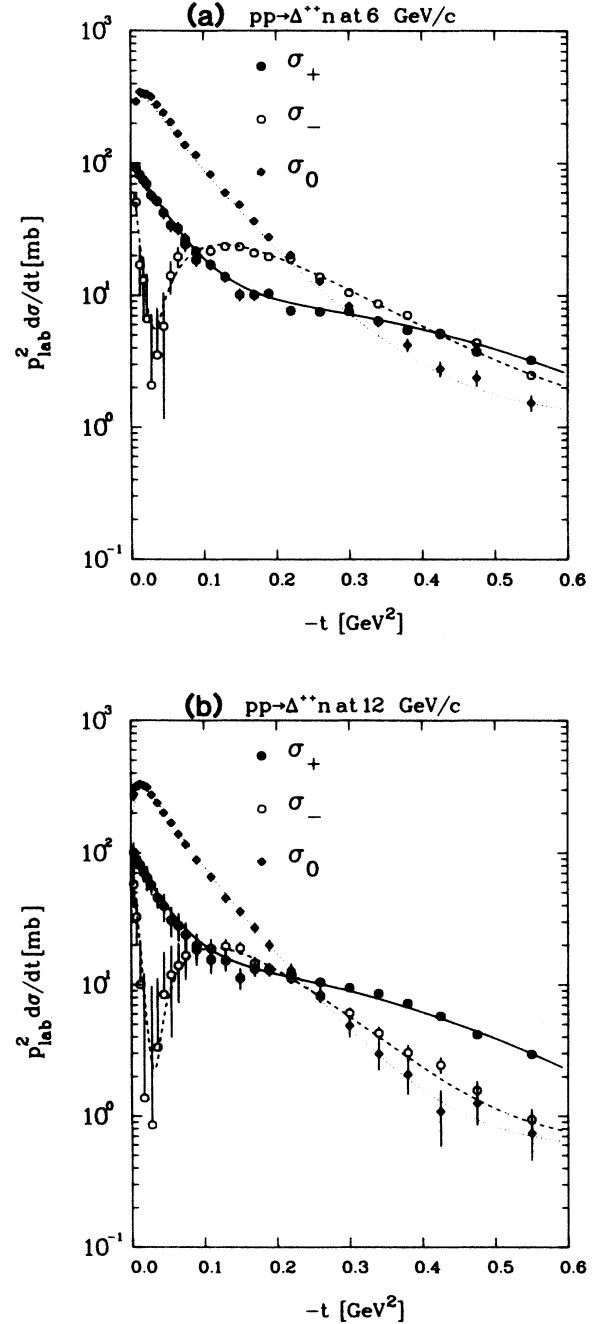 (a) pp→Δ⁺⁺n at 6 GeV/c
10³
10²
10¹
10⁰
10⁻¹
p²lab dσ/dt [mb]
σ₊
σ₋
σ₀
0.0 0.1 0.2 0.3 0.4 0.5 0.6
-t [GeV²]
(b) pp→Δ⁺⁺n at 12 GeV/c
10³
10²
10¹
10⁰
10⁻¹
p²lab dσ/dt [mb]
σ₊
σ₋
σ₀
0.0 0.1 0.2 0.3 0.4 0.5 0.6
-t [GeV²]